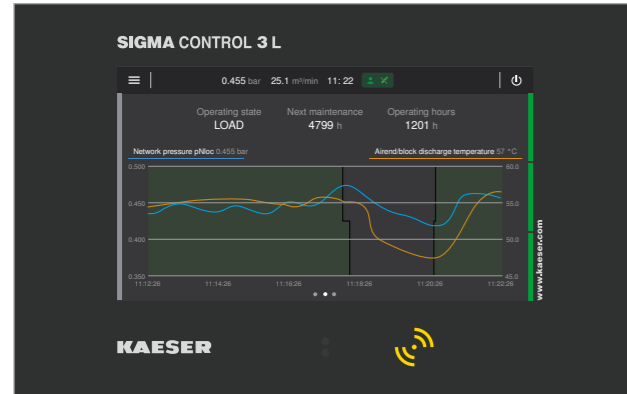 SIGMA CONTROL 3 L
0.455 bar 25.1 m³/min 11:22
Operating state Next maintenance Operating hours
LOAD 4799 h 1201 h
Network pressure pNloc 0.455 bar Airend/block discharge temperature 57 °C
0.500 60.0
0.450 55.0
0.400 50.0
0.350 45.0
11:12:26 11:14:26 11:16:26 11:18:26 11:20:26 11:22:26
www.kaeser.com
KAESER